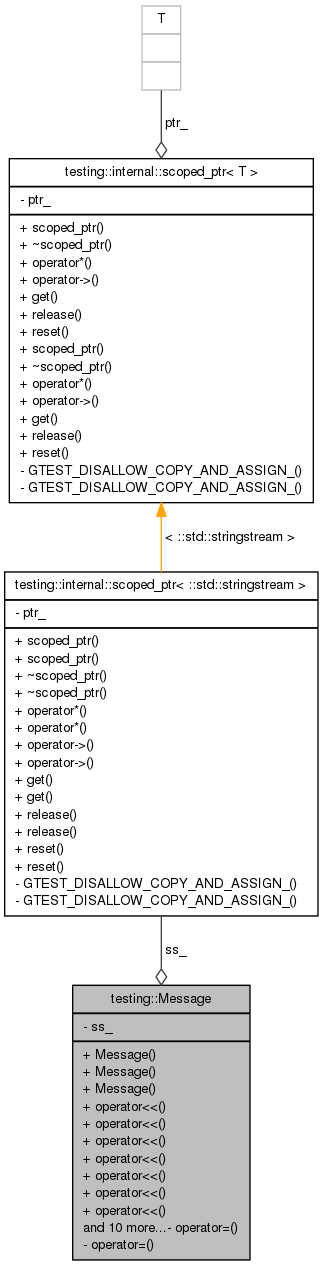 T
ptr_
testing::internal::scoped_ptr< T >
- ptr_
+ scoped_ptr()
+ ~scoped_ptr()
+ operator*()
+ operator->()
+ get()
+ release()
+ reset()
+ scoped_ptr()
+ ~scoped_ptr()
+ operator*()
+ operator->()
+ get()
+ release()
+ reset()
- GTEST_DISALLOW_COPY_AND_ASSIGN_()
- GTEST_DISALLOW_COPY_AND_ASSIGN_()
< ::std::stringstream >
testing::internal::scoped_ptr< ::std::stringstream >
- ptr_
+ scoped_ptr()
+ scoped_ptr()
+ ~scoped_ptr()
+ ~scoped_ptr()
+ operator*()
+ operator*()
+ operator->()
+ operator->()
+ get()
+ get()
+ release()
+ release()
+ reset()
+ reset()
- GTEST_DISALLOW_COPY_AND_ASSIGN_()
- GTEST_DISALLOW_COPY_AND_ASSIGN_()
ss_
testing::Message
- ss_
+ Message()
+ Message()
+ Message()
+ operator<<()
+ operator<<()
+ operator<<()
+ operator<<()
+ operator<<()
+ operator<<()
+ operator<<()
and 10 more...- operator=()
- operator=()